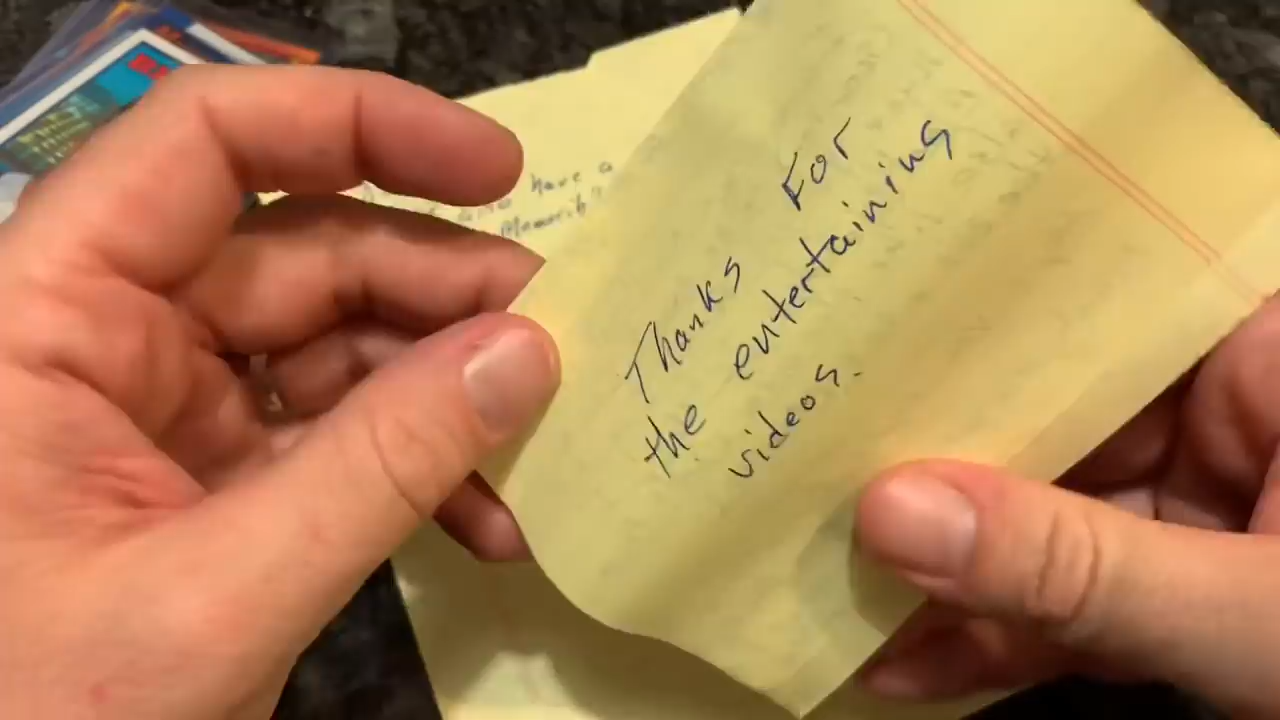 have a
Thanks For
the entertaining
videos.